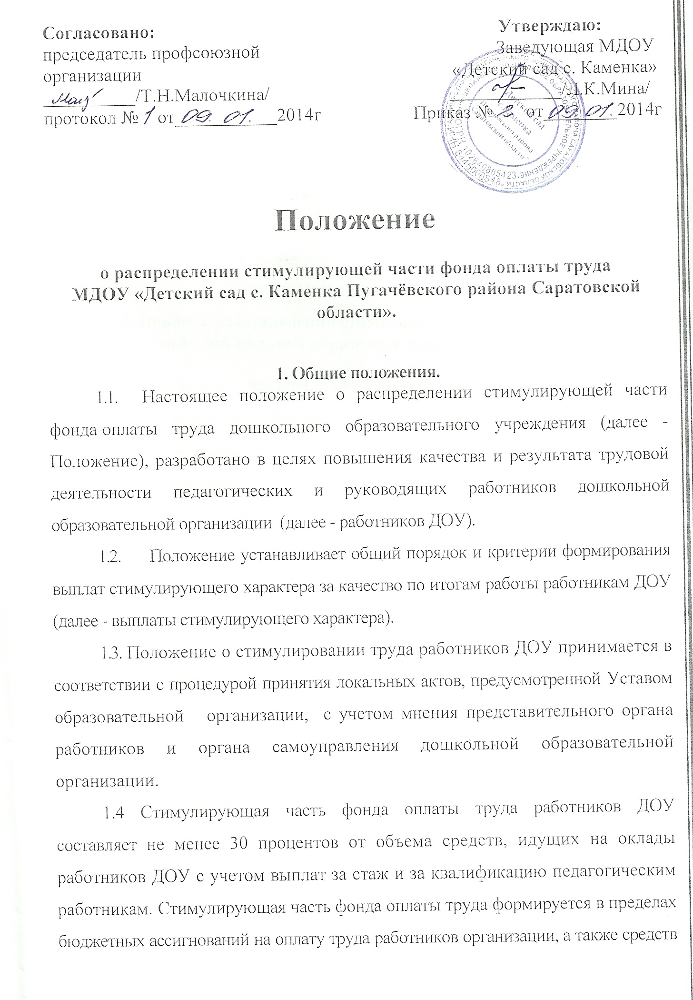 Согласовано:
председатель профсоюзной
организации
/Т.Н.Малочкина/
протокол № 1 от 09. 01. 2014г
Утверждаю:
Заведующая МДОУ
«Детский сад с. Каменка»
/Л.К.Мина/
Приказ № 2 от 09. 01. 2014г
Детский сад
с. Каменка
Пугачевского района
Саратовской области"
Положение
о распределении стимулирующей части фонда оплаты труда
МДОУ «Детский сад с. Каменка Пугачёвского района Саратовской
области».
1. Общие положения.
1.1. Настоящее положение о распределении стимулирующей части
фонда оплаты труда дошкольного образовательного учреждения (далее -
Положение), разработано в целях повышения качества и результата трудовой
деятельности педагогических и руководящих работников дошкольной
образовательной организации (далее - работников ДОУ).
1.2. Положение устанавливает общий порядок и критерии формирования
выплат стимулирующего характера за качество по итогам работы работникам ДОУ
(далее - выплаты стимулирующего характера).
1.3. Положение о стимулировании труда работников ДОУ принимается в
соответствии с процедурой принятия локальных актов, предусмотренной Уставом
образовательной организации, с учетом мнения представительного органа
работников и органа самоуправления дошкольной образовательной
организации.
1.4 Стимулирующая часть фонда оплаты труда работников ДОУ
составляет не менее 30 процентов от объема средств, идущих на оклады
работников ДОУ с учетом выплат за стаж и за квалификацию педагогическим
работникам. Стимулирующая часть фонда оплаты труда формируется в пределах
бюджетных ассигнований на оплату труда работников организации, а также средств